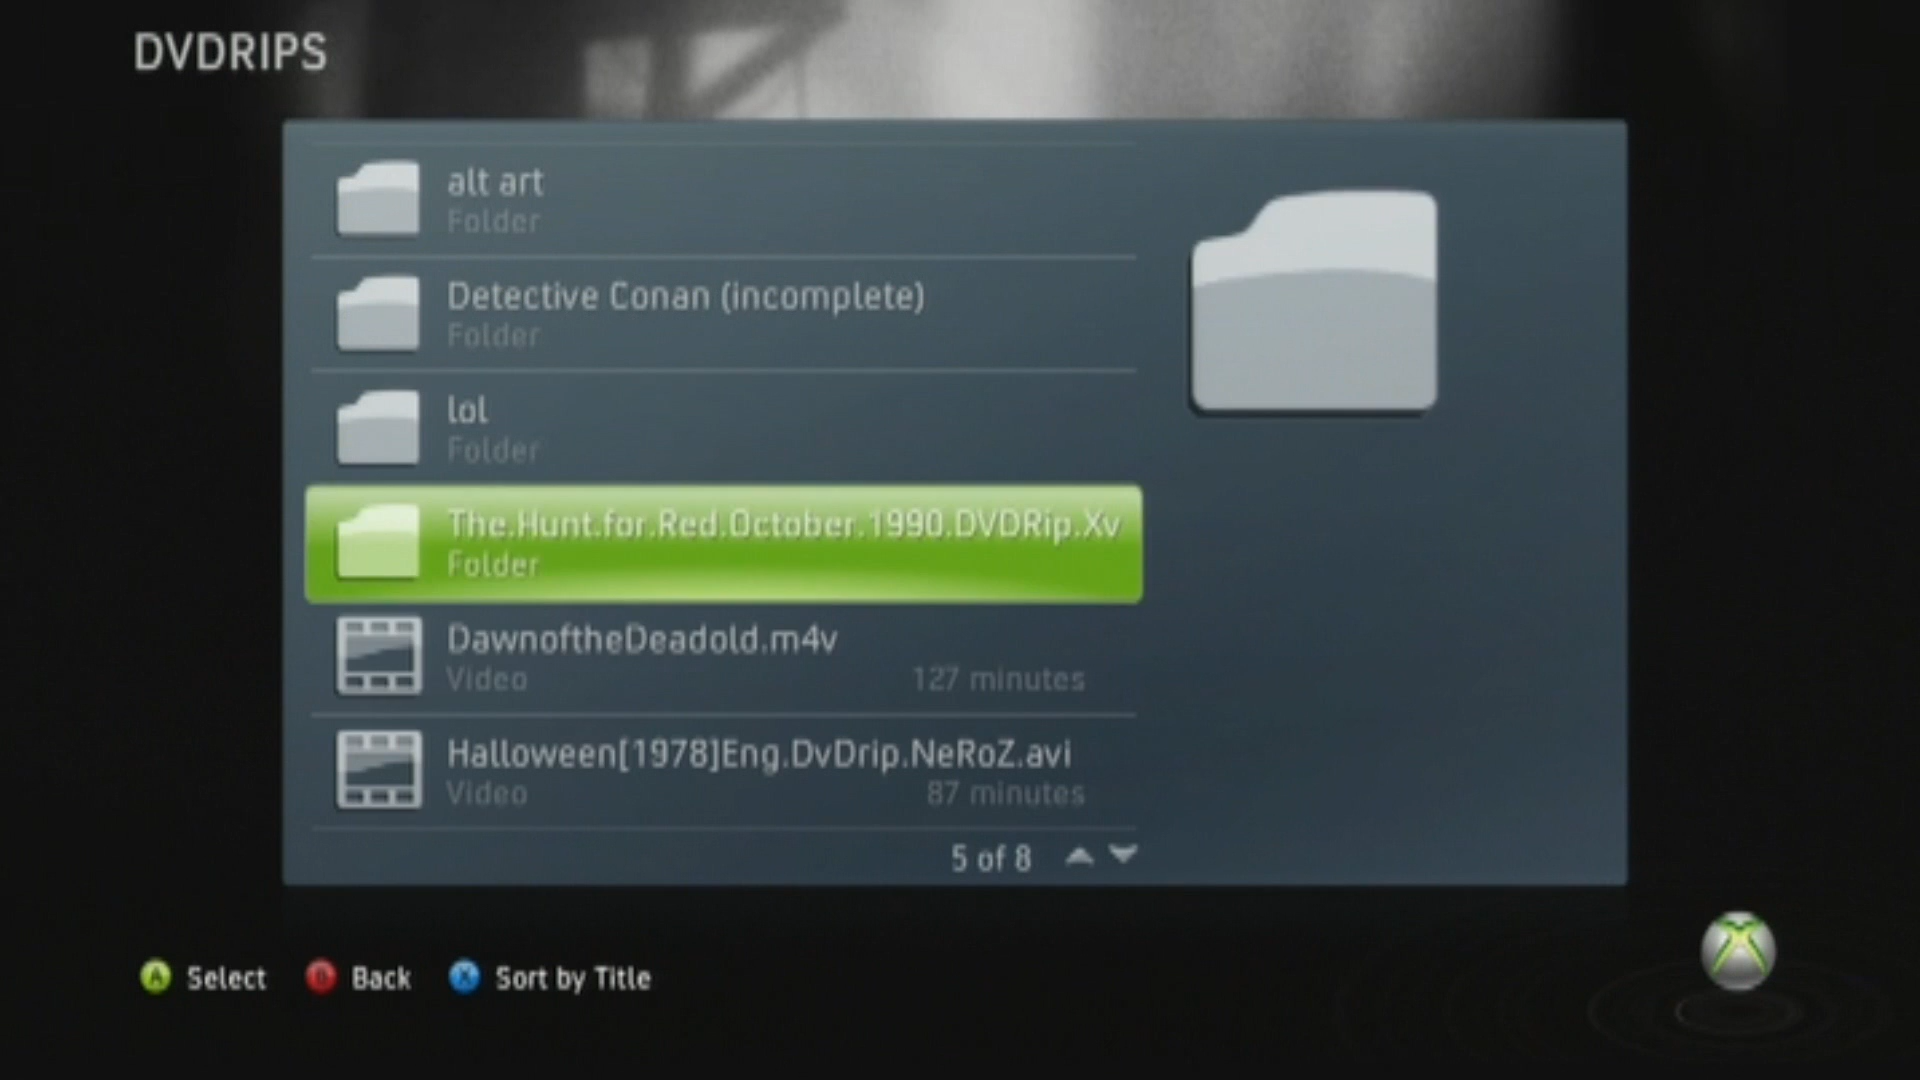 DVDRIPS
alt art
Folder
Detective Conan (incomplete)
Folder
lol
Folder
The.Hunt.for.Red.October.1990.DVDRip.Xv
Folder
DawnoftheDeadold.m4v
Video 127 minutes
Halloween[1978]Eng.DvDrip.NeRoZ.avi
Video 87 minutes
5 of 8
A Select B Back X Sort by Title